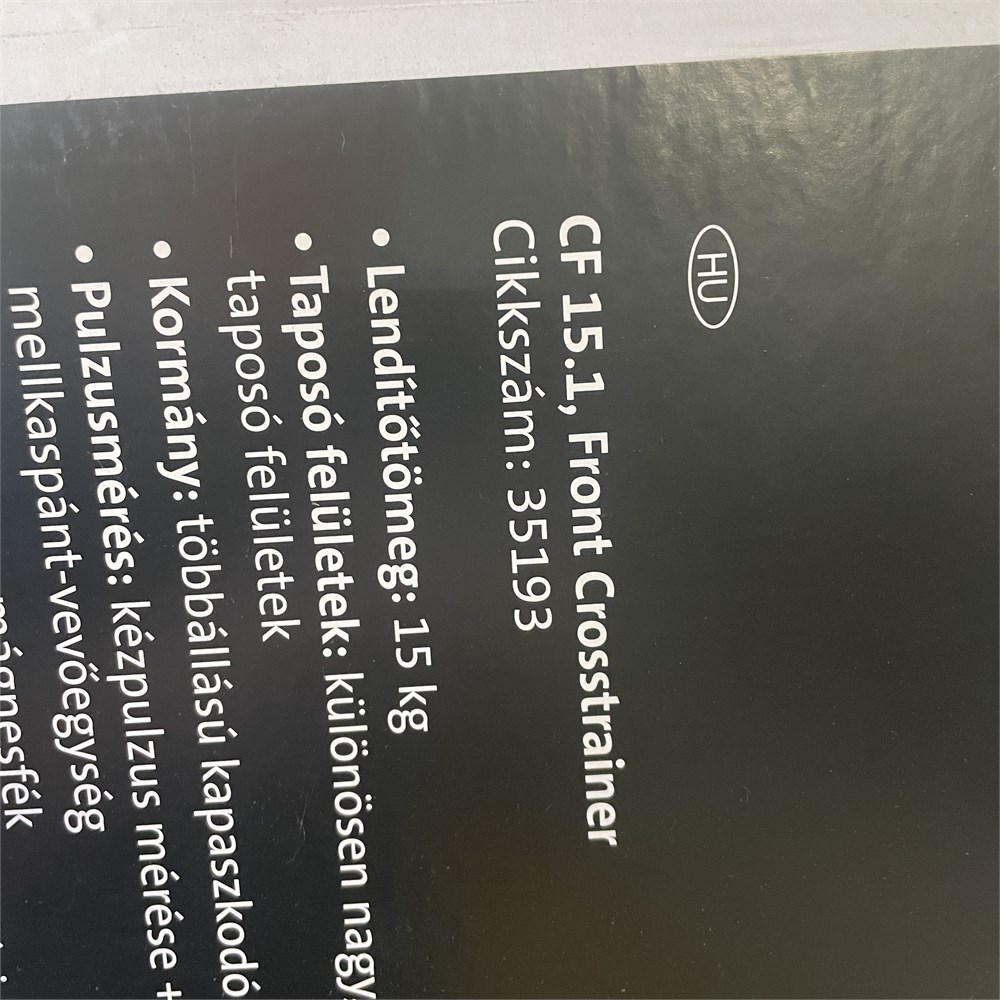 HU
CF 15.1, Front Crosstrainer
Cikkszám: 35193
• Lendítőtömeg: 15 kg
• Taposó felületek: különösen nagy,
taposó felületek
• Kormány: többállású kapaszkodó
• Pulzusmérés: kézpulzus mérése +
mellkaspánt-vevőegység
mágnesfék